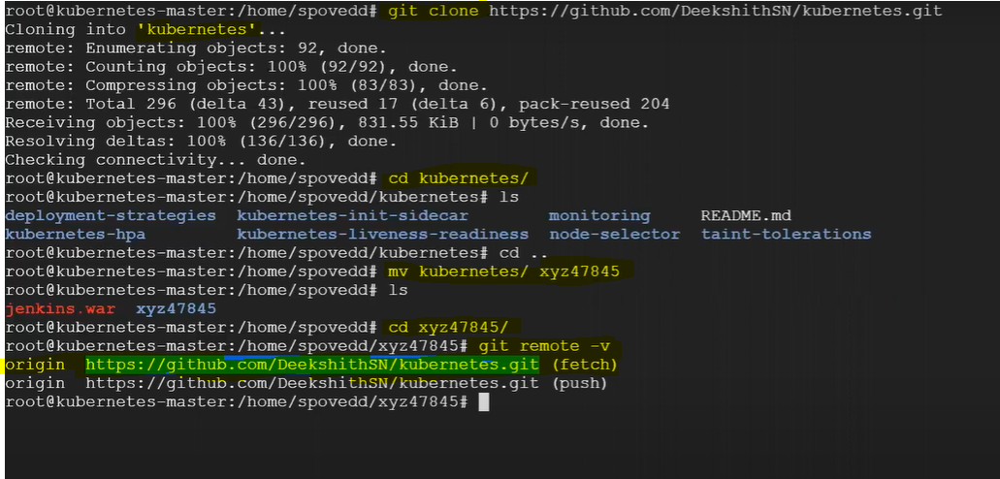 root@kubernetes-master:/home/spovedd# git clone https://github.com/DeekshithSN/kubernetes.git
Cloning into 'kubernetes'...
remote: Enumerating objects: 92, done.
remote: Counting objects: 100% (92/92), done.
remote: Compressing objects: 100% (83/83), done.
remote: Total 296 (delta 43), reused 17 (delta 6), pack-reused 204
Receiving objects: 100% (296/296), 831.55 KiB | 0 bytes/s, done.
Resolving deltas: 100% (136/136), done.
Checking connectivity... done.
root@kubernetes-master:/home/spovedd# cd kubernetes/
root@kubernetes-master:/home/spovedd/kubernetes# ls
deployment-strategies kubernetes-init-sidecar monitoring README.md
kubernetes-hpa kubernetes-liveness-readiness node-selector taint-tolerations
root@kubernetes-master:/home/spovedd/kubernetes# cd ..
root@kubernetes-master:/home/spovedd# mv kubernetes/ xyz47845
root@kubernetes-master:/home/spovedd# ls
jenkins.war xyz47845
root@kubernetes-master:/home/spovedd# cd xyz47845/
root@kubernetes-master:/home/spovedd/xyz47845# git remote -v
origin https://github.com/DeekshithSN/kubernetes.git (fetch)
origin https://github.com/DeekshithSN/kubernetes.git (push)
root@kubernetes-master:/home/spovedd/xyz47845#